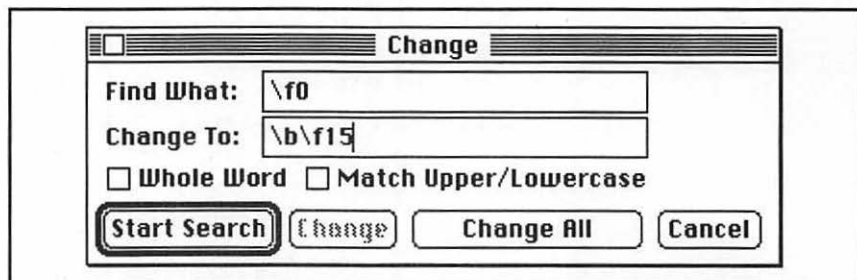 Change
Find What: \f0
Change To: \b\f15
Whole Word Match Upper/Lowercase
Start Search Change Change All Cancel